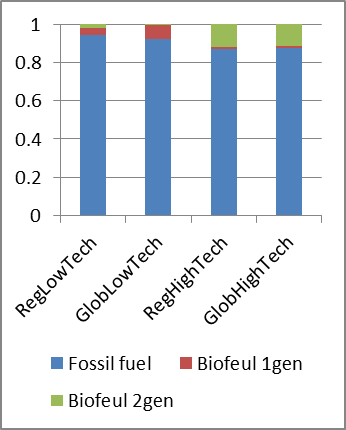 1
0.8
0.6
0.4
0.2
0
RegLowTech
GlobLowTech
RegHighTech
GlobHighTech
Fossil fuel
Biofeul 1gen
Biofeul 2gen